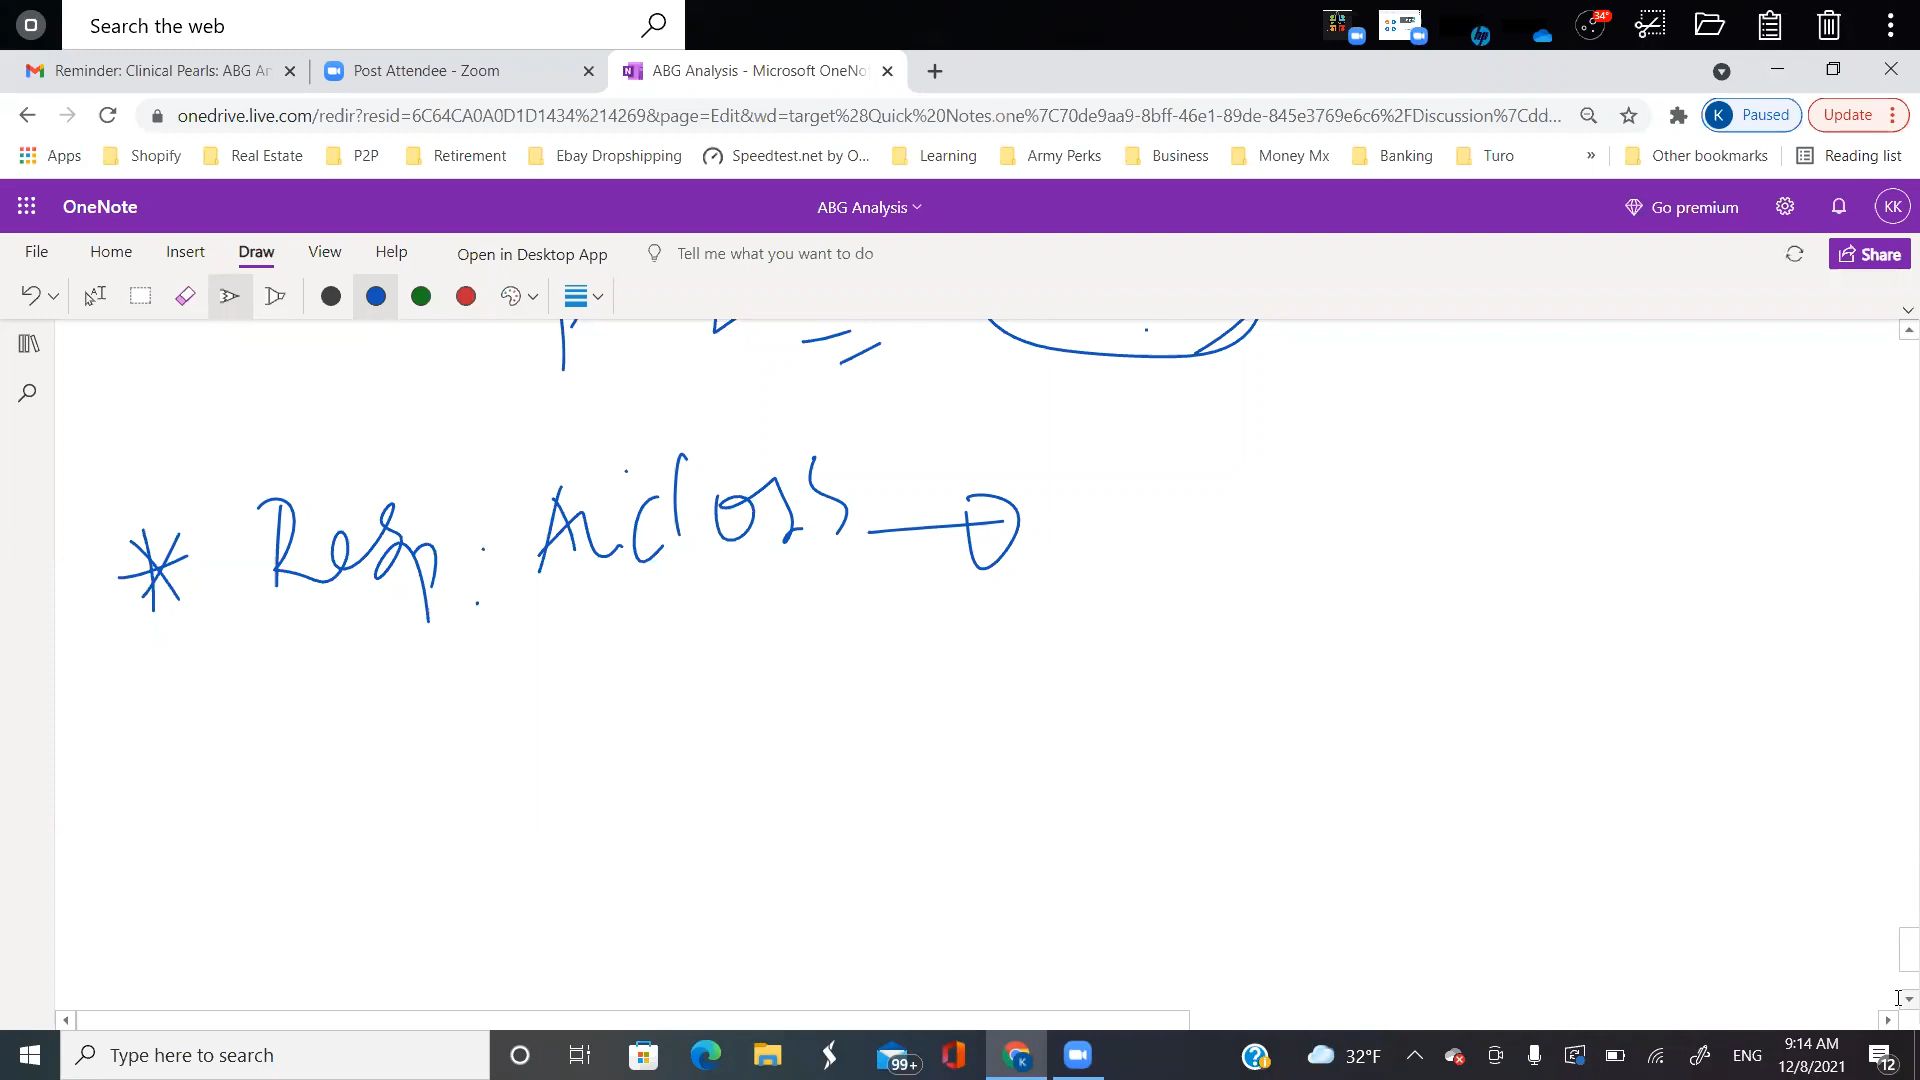 Search the web
34°
Reminder: Clinical Pearls: ABG An
Post Attendee - Zoom
ABG Analysis - Microsoft OneNo
onedrive.live.com/redir?resid=6C64CA0A0D1D1434%214269&page=Edit&wd=target%28Quick%20Notes.one%7C70de9aa9-8bff-46e1-89de-845e3769e6c6%2FDiscussion%7Cdd...
K Paused
Update
Apps Shopify Real Estate P2P Retirement Ebay Dropshipping Speedtest.net by O... Learning Army Perks Business Money Mx Banking Turo » Other bookmarks Reading list
OneNote
ABG Analysis
Go premium
KK
File Home Insert Draw View Help Open in Desktop App Tell me what you want to do
Share
* Resp:
Type here to search
99+
32°F
ENG
9:14 AM
12/8/2021
12